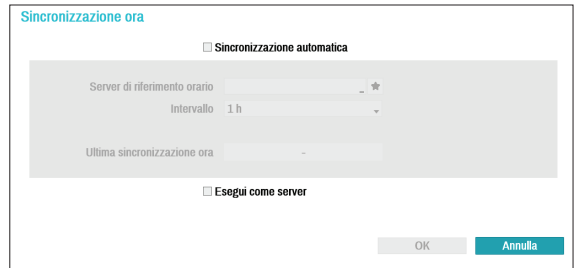 Sincronizzazione ora
Sincronizzazione automatica
Server di riferimento orario
Intervallo 1 h
Ultima sincronizzazione ora -
Esegui come server
OK Annulla